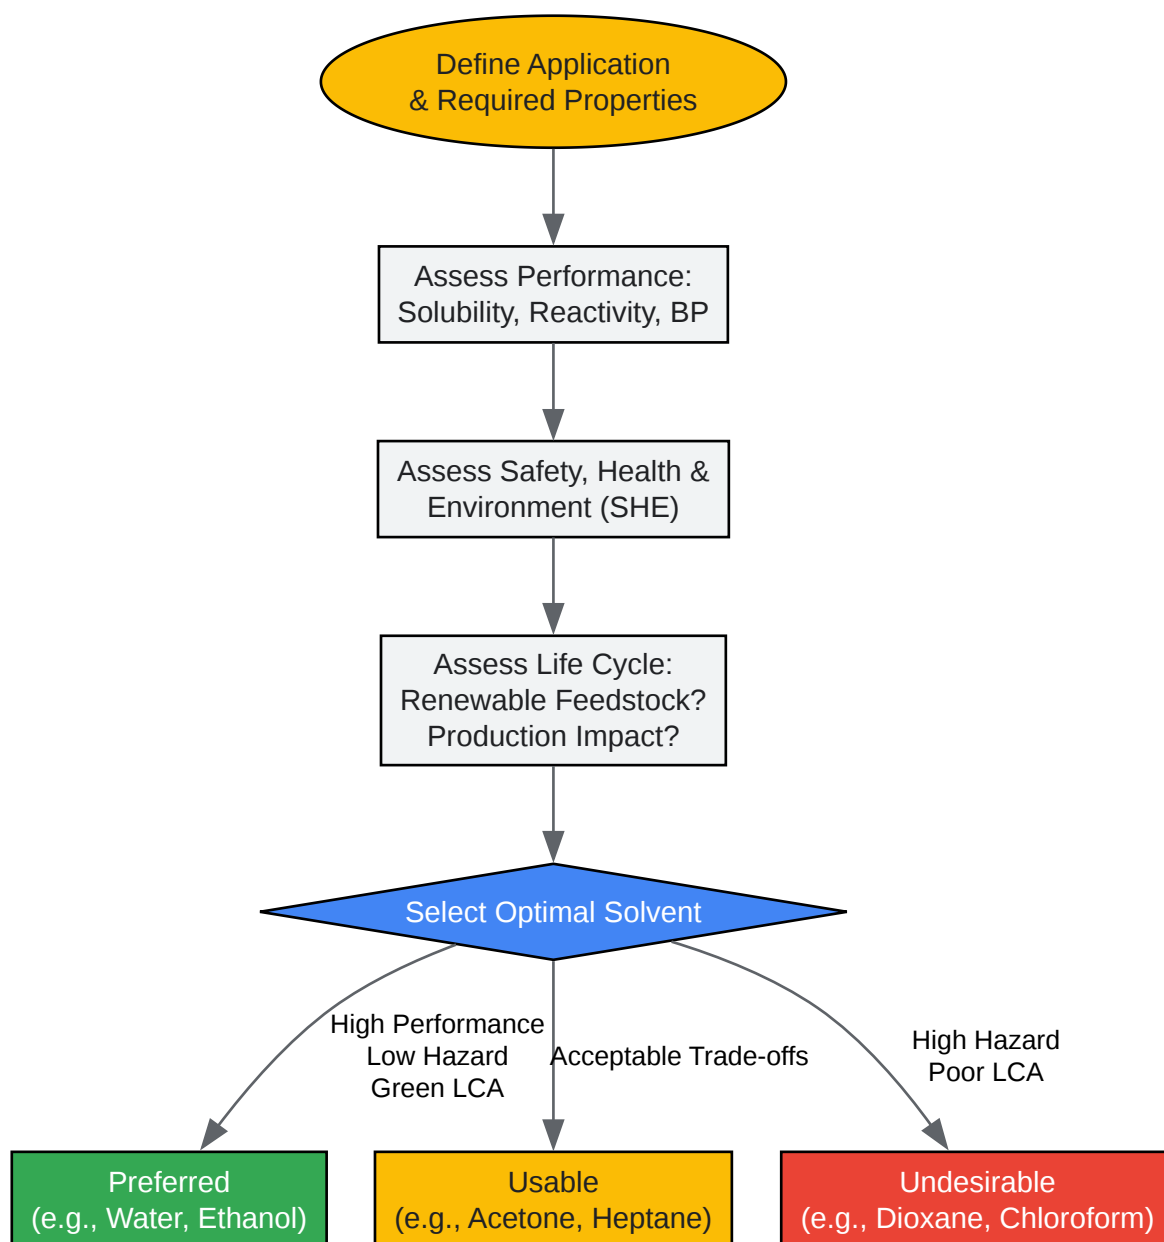 Define Application
& Required Properties
Assess Performance:
Solubility, Reactivity, BP
Assess Safety, Health &
Environment (SHE)
Assess Life Cycle:
Renewable Feedstock?
Production Impact?
Select Optimal Solvent
High Performance
Low Hazard
Green LCA
Acceptable Trade-offs
High Hazard
Poor LCA
Preferred
(e.g., Water, Ethanol)
Usable
(e.g., Acetone, Heptane)
Undesirable
(e.g., Dioxane, Chloroform)